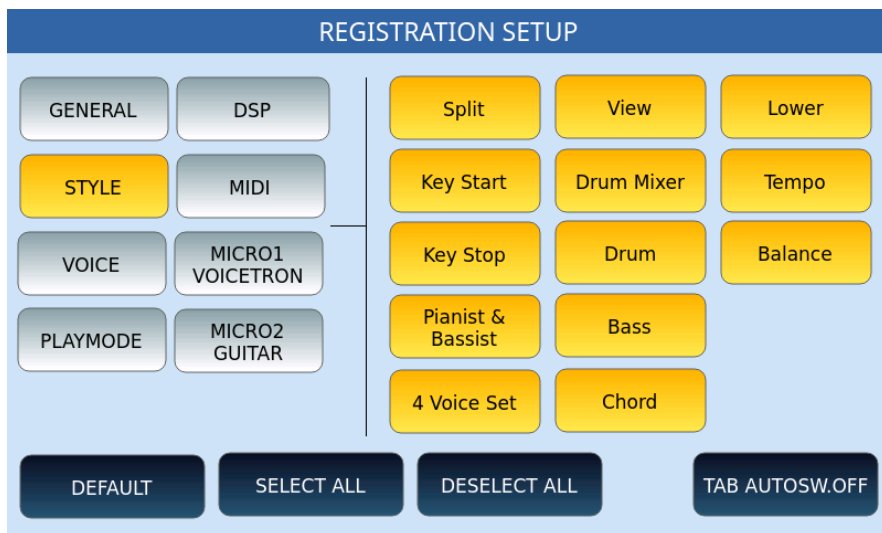 REGISTRATION SETUP
GENERAL
DSP
STYLE
MIDI
VOICE
MICRO1
VOICETRON
PLAYMODE
MICRO2
GUITAR
Split
View
Lower
Key Start
Drum Mixer
Tempo
Key Stop
Drum
Balance
Pianist &
Bassist
Bass
4 Voice Set
Chord
DEFAULT
SELECT ALL
DESELECT ALL
TAB AUTOSW.OFF